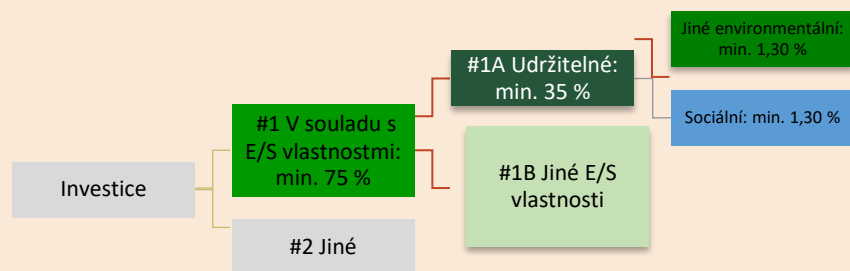 Investice
#1 V souladu s
E/S vlastnostmi:
min. 75 %
#2 Jiné
#1A Udržitelné:
min. 35 %
#1B Jiné E/S
vlastnosti
Jiné environmentální:
min. 1,30 %
Sociální: min. 1,30 %